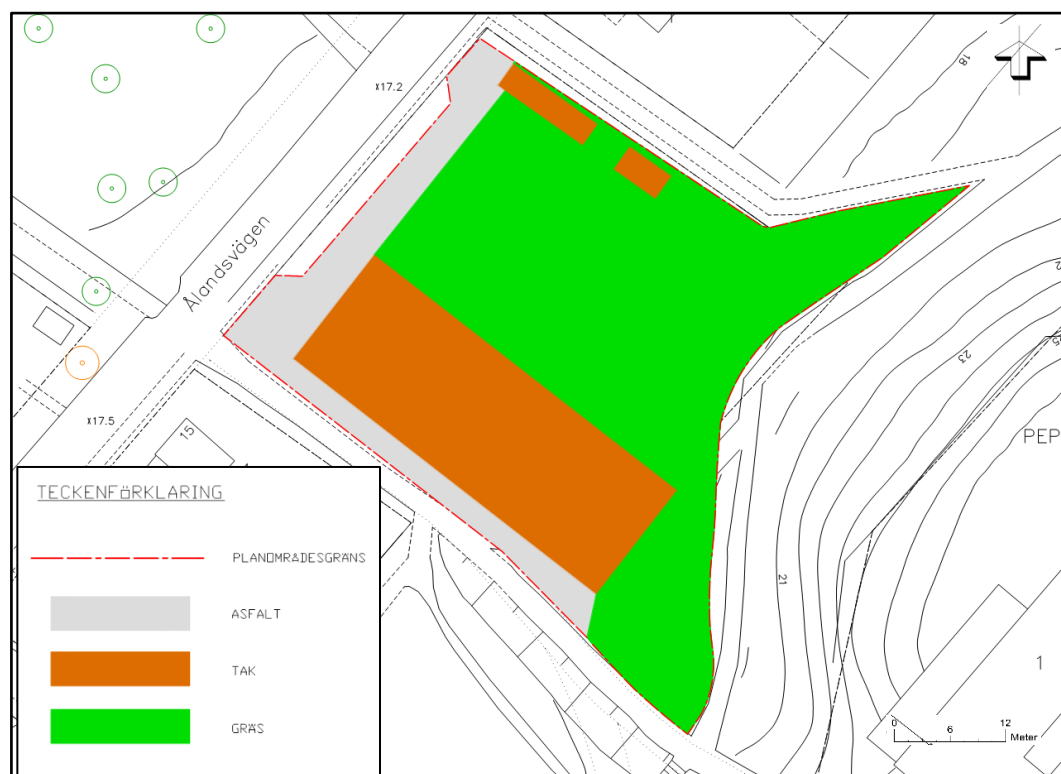 18
x17.2
Ålandsvägen
23
x17.5
15
PEP
TECKENFÖRKLARING
PLANOMRÅDESGRÄNS
ASFALT
TAK
GRÄS
21
1
0 6 12
Meter